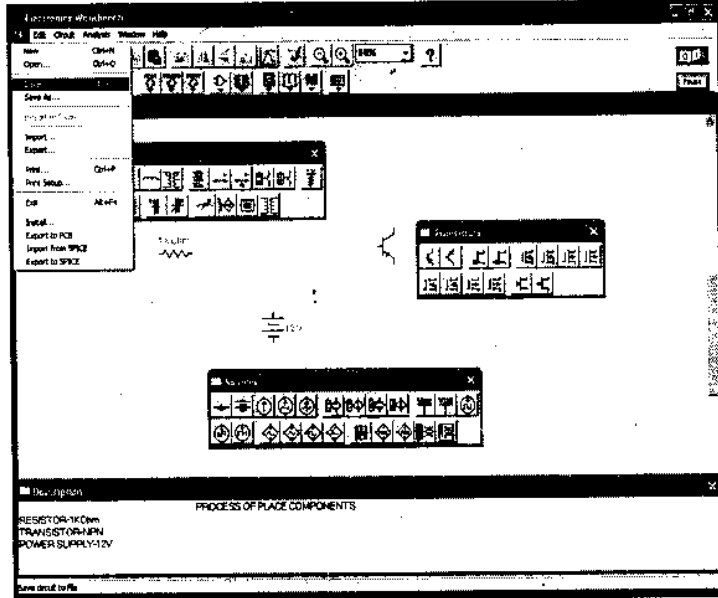 Electronics Workbench
Edit Circuit Analysis Window Help
New Ctrl+N
Open... Ctrl+O
Save
Save As...
Import...
Export...
Print... Ctrl+P
Print Setup...
Exit Alt+F4
Install...
Export to PCB
Import from SPICE
Export to SPICE
?
Pause
12V
Description
PROCESS OF PLACE COMPONENTS
RESISTOR-1KOhm
TRANSISTOR-NPN
POWER SUPPLY-12V
Save circuit to File